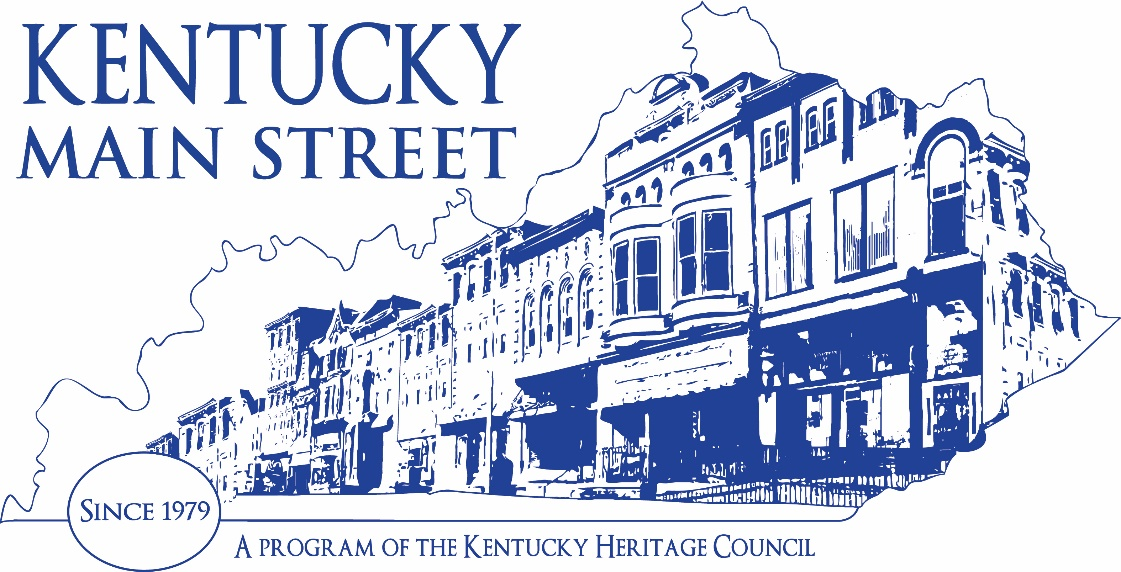 KENTUCKY
MAIN STREET
SINCE 1979
A PROGRAM OF THE KENTUCKY HERITAGE COUNCIL